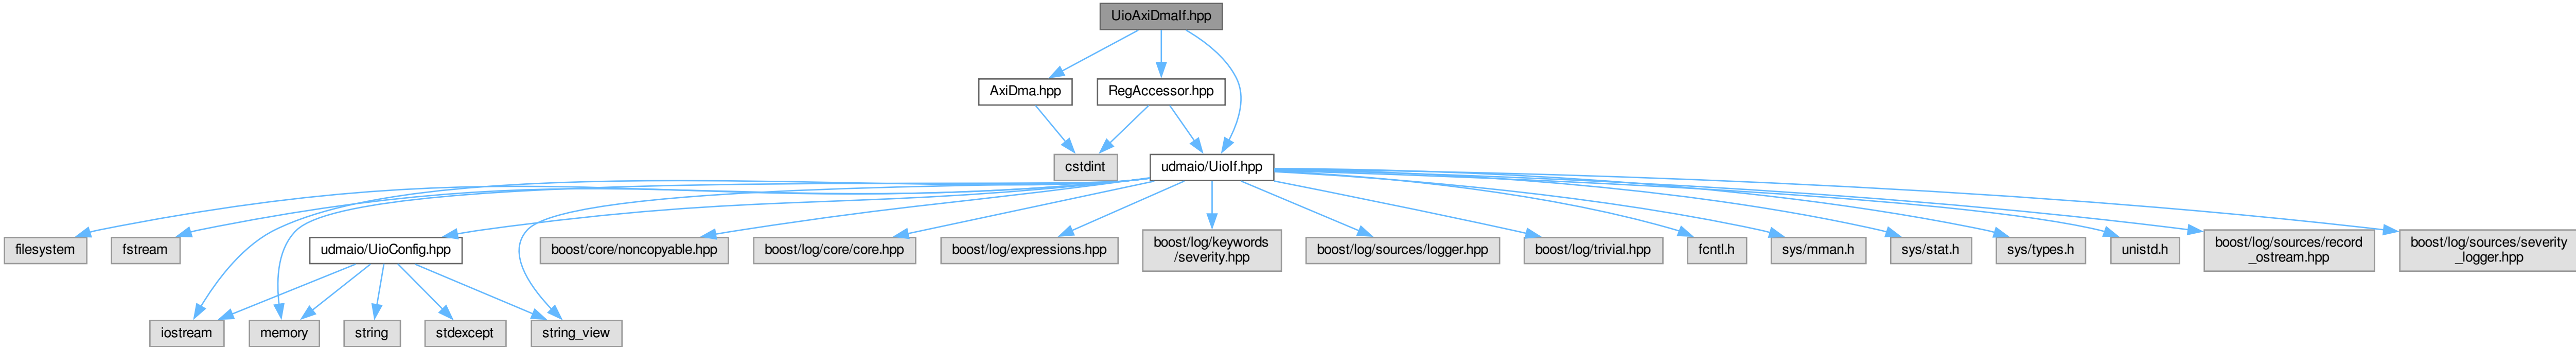 UioAxiDmaIf.hpp
AxiDma.hpp
RegAccessor.hpp
cstdint
udmaio/UioIf.hpp
filesystem
fstream
udmaio/UioConfig.hpp
boost/core/noncopyable.hpp
boost/log/core/core.hpp
boost/log/expressions.hpp
boost/log/keywords
/severity.hpp
boost/log/sources/logger.hpp
boost/log/trivial.hpp
fcntl.h
sys/mman.h
sys/stat.h
sys/types.h
unistd.h
boost/log/sources/record
_ostream.hpp
boost/log/sources/severity
_logger.hpp
iostream
memory
string
stdexcept
string_view